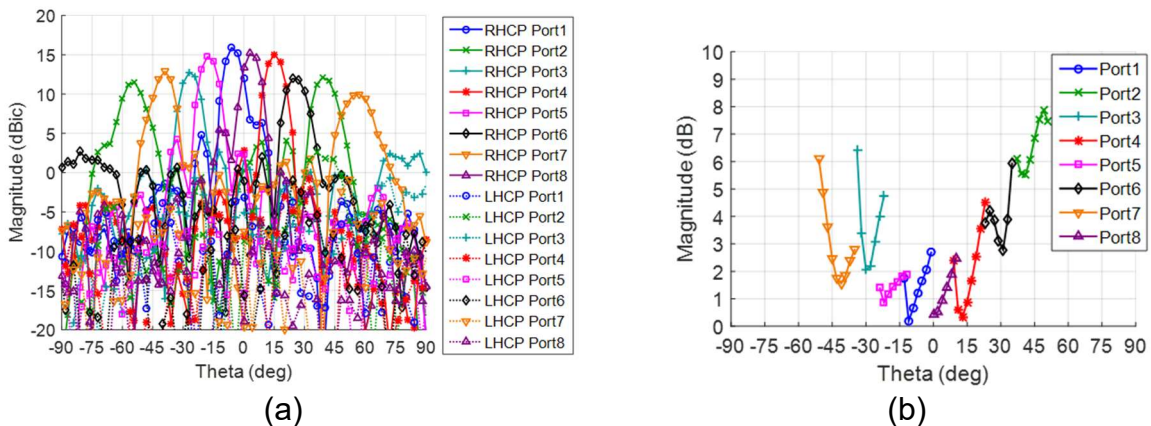 20
15
10
5
0
-5
-10
-15
-20
Magnitude (dBic)
-90 -75 -60 -45 -30 -15 0 15 30 45 60 75 90
Theta (deg)
RHCP Port1
RHCP Port2
RHCP Port3
RHCP Port4
RHCP Port5
RHCP Port6
RHCP Port7
RHCP Port8
LHCP Port1
LHCP Port2
LHCP Port3
LHCP Port4
LHCP Port5
LHCP Port6
LHCP Port7
LHCP Port8
(a)
10
9
8
7
6
5
4
3
2
1
0
Magnitude (dB)
-90 -75 -60 -45 -30 -15 0 15 30 45 60 75 90
Theta (deg)
Port1
Port2
Port3
Port4
Port5
Port6
Port7
Port8
(b)